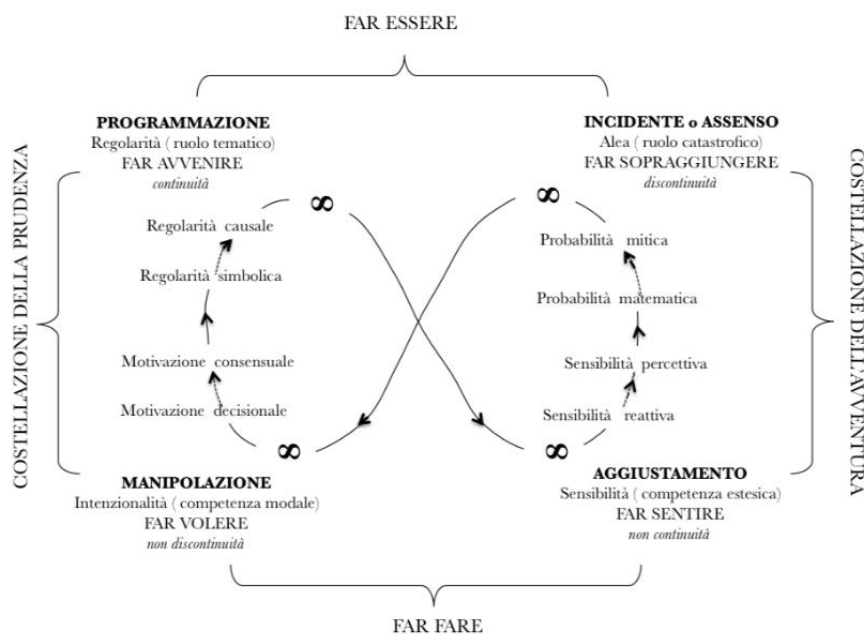 FAR ESSERE
PROGRAMMAZIONE
Regolarità ( ruolo tematico)
FAR AVVENIRE
continuità
INCIDENTE o ASSENSO
Alea ( ruolo catastrofico)
FAR SOPRAGGIUNGERE
discontinuità
COSTELLAZIONE DELLA PRUDENZA
COSTELLAZIONE DELL'AVVENTURA
∞
∞
Regolarità causale
Regolarità simbolica
Motivazione consensuale
Motivazione decisionale
Probabilità mitica
Probabilità matematica
Sensibilità percettiva
Sensibilità reattiva
∞
∞
MANIPOLAZIONE
Intenzionalità ( competenza modale)
FAR VOLERE
non discontinuità
AGGIUSTAMENTO
Sensibilità ( competenza estesica)
FAR SENTIRE
non continuità
FAR FARE